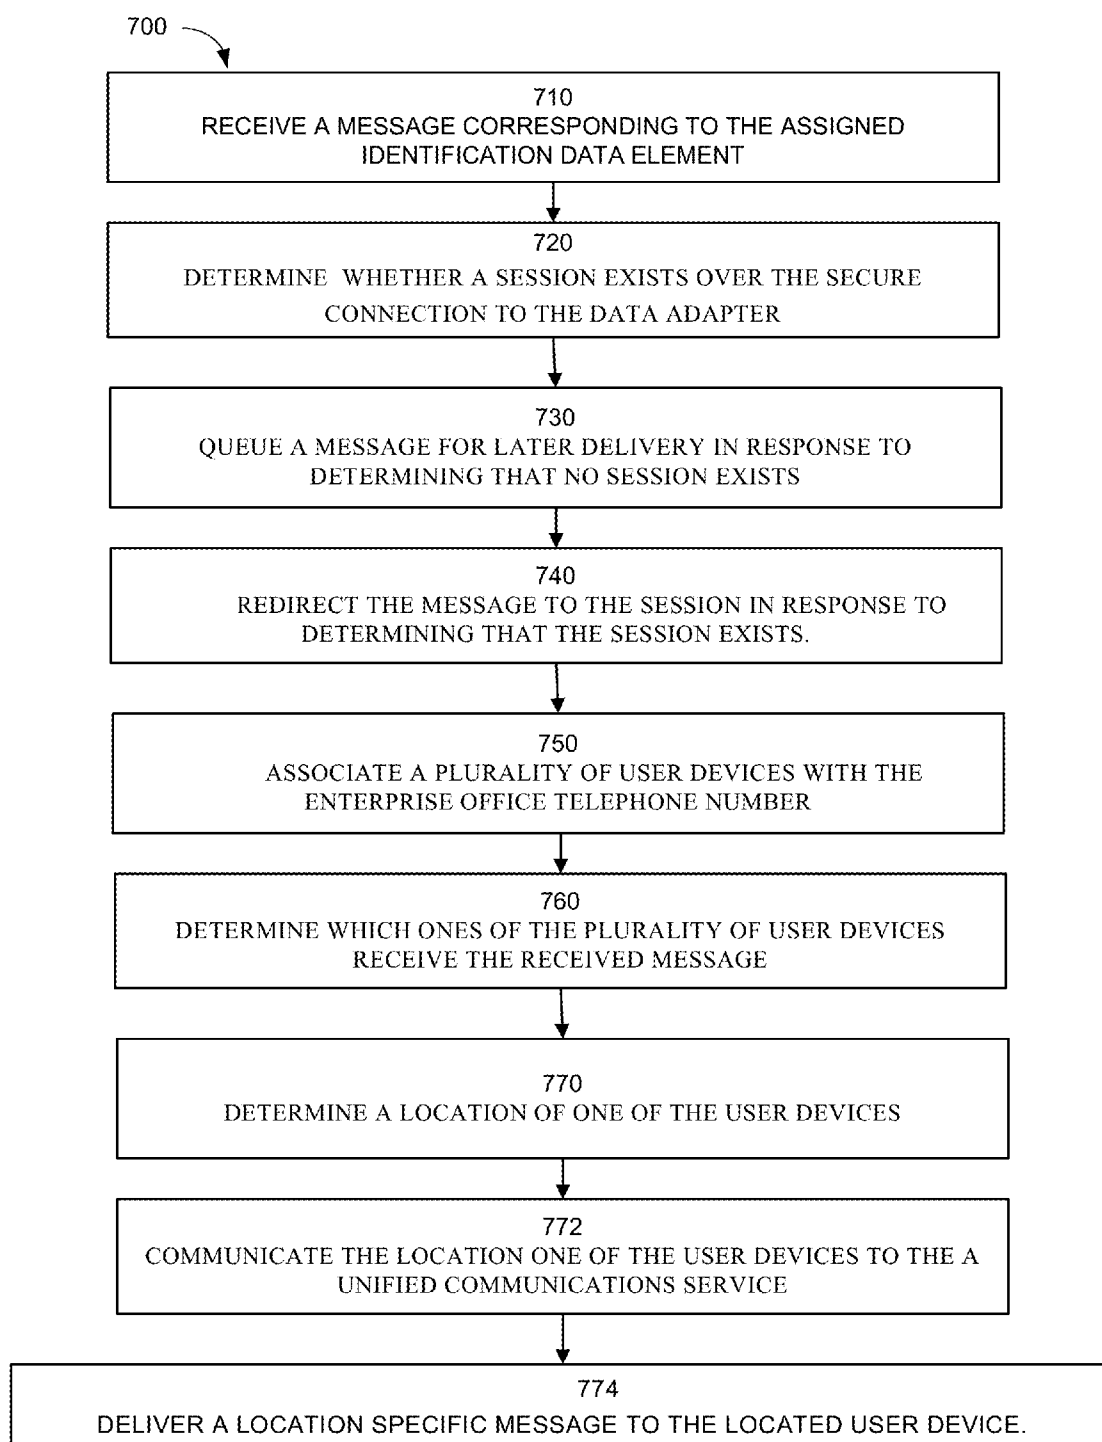 700
710
RECEIVE A MESSAGE CORRESPONDING TO THE ASSIGNED
IDENTIFICATION DATA ELEMENT
720
DETERMINE WHETHER A SESSION EXISTS OVER THE SECURE
CONNECTION TO THE DATA ADAPTER
730
QUEUE A MESSAGE FOR LATER DELIVERY IN RESPONSE TO
DETERMINING THAT NO SESSION EXISTS
740
REDIRECT THE MESSAGE TO THE SESSION IN RESPONSE TO
DETERMINING THAT THE SESSION EXISTS.
750
ASSOCIATE A PLURALITY OF USER DEVICES WITH THE
ENTERPRISE OFFICE TELEPHONE NUMBER
760
DETERMINE WHICH ONES OF THE PLURALITY OF USER DEVICES
RECEIVE THE RECEIVED MESSAGE
770
DETERMINE A LOCATION OF ONE OF THE USER DEVICES
772
COMMUNICATE THE LOCATION ONE OF THE USER DEVICES TO THE A
UNIFIED COMMUNICATIONS SERVICE
774
DELIVER A LOCATION SPECIFIC MESSAGE TO THE LOCATED USER DEVICE.